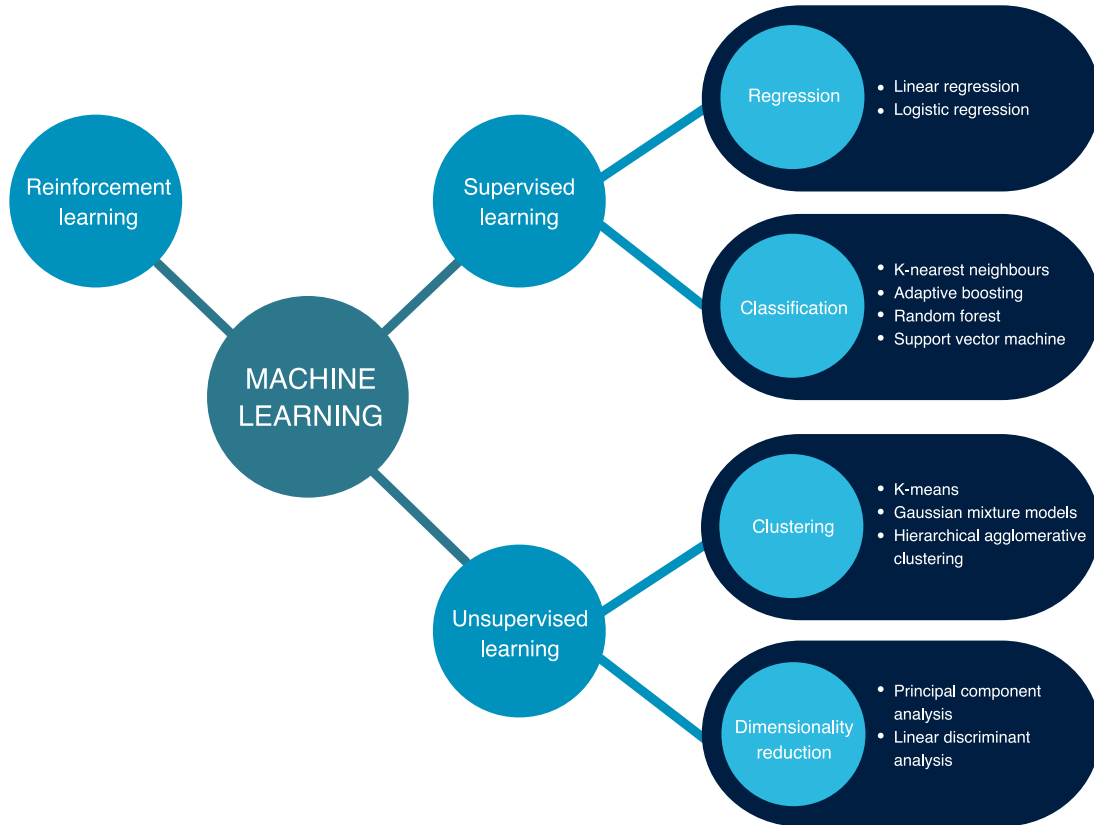 Reinforcement
learning
MACHINE
LEARNING
Supervised
learning
Regression
• Linear regression
• Logistic regression
Classification
• K-nearest neighbours
• Adaptive boosting
• Random forest
• Support vector machine
Unsupervised
learning
Clustering
• K-means
• Gaussian mixture models
• Hierarchical agglomerative
clustering
Dimensionality
reduction
• Principal component
analysis
• Linear discriminant
analysis